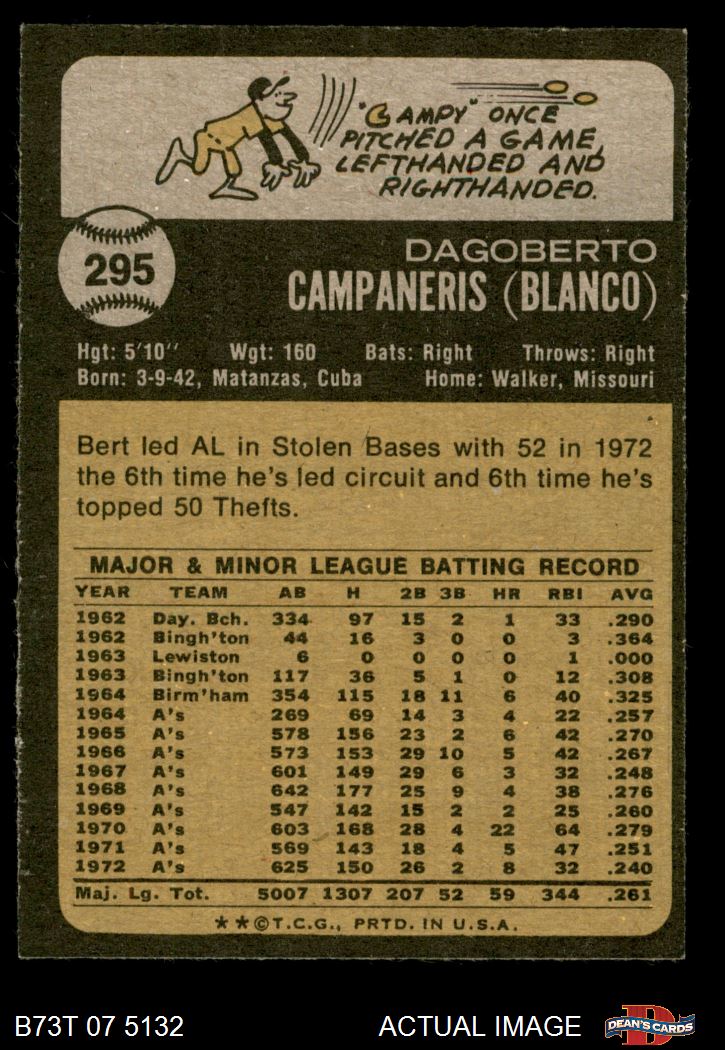 "CAMPY" ONCE
PITCHED A GAME,
LEFTHANDED AND
RIGHTHANDED.
295
DAGOBERTO
CAMPANERIS (BLANCO)
Hgt: 5'10" Wgt: 160 Bats: Right Throws: Right
Born: 3-9-42, Matanzas, Cuba Home: Walker, Missouri
Bert led AL in Stolen Bases with 52 in 1972
the 6th time he's led circuit and 6th time he's
topped 50 Thefts.
MAJOR & MINOR LEAGUE BATTING RECORD
YEAR TEAM AB H 2B 3B HR RBI AVG
1962 Day. Bch. 334 97 15 2 1 33 .290
1962 Bingh'ton 44 16 3 0 0 3 .364
1963 Lewiston 6 0 0 0 0 1 .000
1963 Bingh'ton 117 36 5 1 0 12 .308
1964 Birm'ham 354 115 18 11 6 40 .325
1964 A's 269 69 14 3 4 22 .257
1965 A's 578 156 23 2 6 42 .270
1966 A's 573 153 29 10 5 42 .267
1967 A's 601 149 29 6 3 32 .248
1968 A's 642 177 25 9 4 38 .276
1969 A's 547 142 15 2 2 25 .260
1970 A's 603 168 28 4 22 64 .279
1971 A's 569 143 18 4 5 47 .251
1972 A's 625 150 26 2 8 32 .240
Maj. Lg. Tot. 5007 1307 207 52 59 344 .261
**©T.C.G., PRTD. IN U.S.A.
B73T 07 5132 ACTUAL IMAGE
D
DEAN'S CARDS